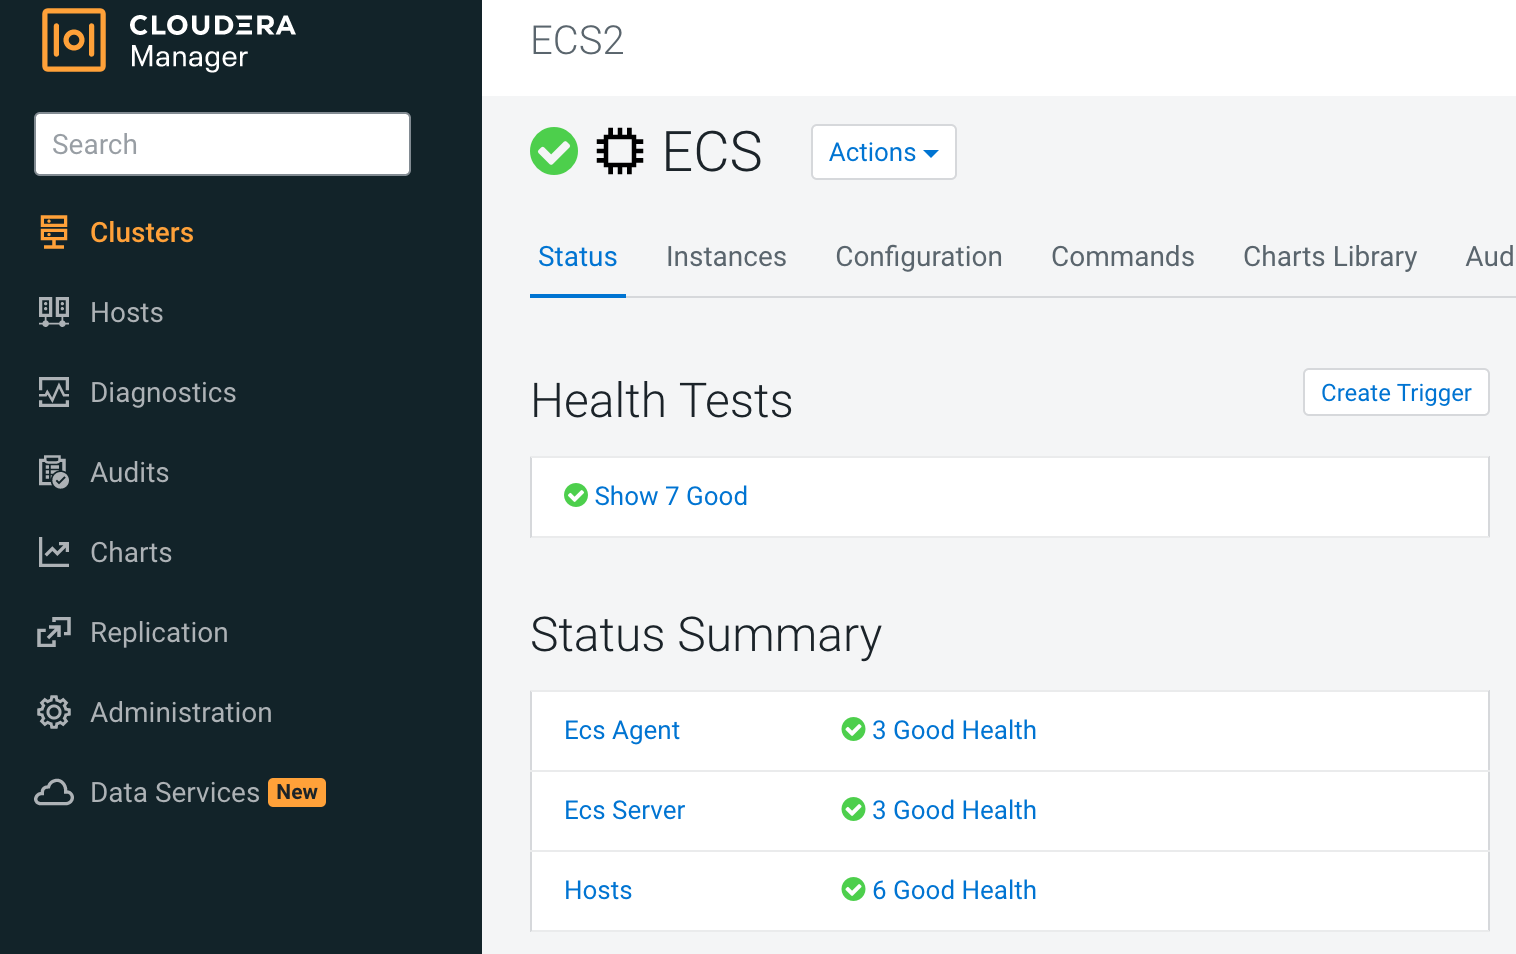 CLOUDERA
Manager
Search
Clusters
Hosts
Diagnostics
Audits
Charts
Replication
Administration
Data Services New
ECS2
ECS Actions
Status Instances Configuration Commands Charts Library Aud
Health Tests Create Trigger
Show 7 Good
Status Summary
Ecs Agent 3 Good Health
Ecs Server 3 Good Health
Hosts 6 Good Health